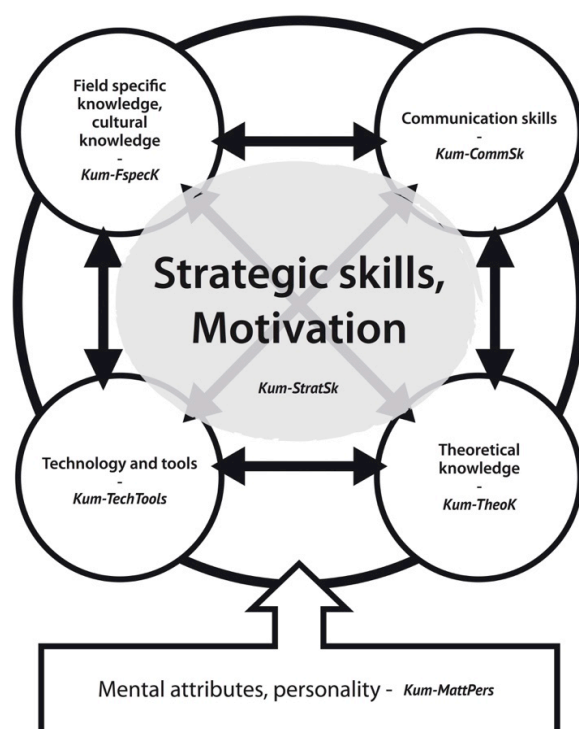 Field specific
knowledge,
cultural
knowledge
-
Kum-FspecK
Communication skills
-
Kum-CommSk
Strategic skills,
Motivation
Kum-StratSk
Technology and tools
-
Kum-TechTools
Theoretical
knowledge
-
Kum-TheoK
Mental attributes, personality - Kum-MattPers